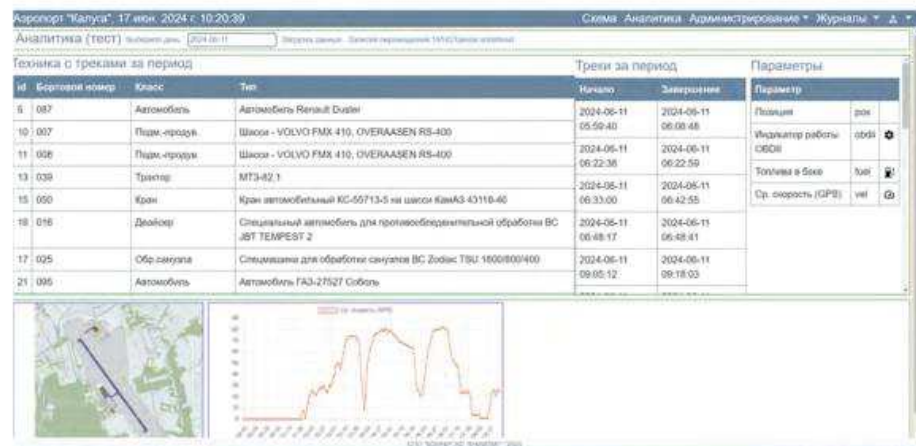 Аэропорт "Калуга", 17 июн. 2024 г. 10:20:39
Схема Аналитика Администрирование Журналы
Аналитика (тест) Выберите день 2024-06-11
Техника с треками за период
id Бортовой номер Класс Тип
6 087 Автомобиль Автомобиль Renault Duster
10 007 Подм.-продув. Шасси - VOLVO FMX 410, OVERAASEN RS-400
11 008 Подм.-продув. Шасси - VOLVO FMX 410, OVERAASEN RS-400
13 039 Трактор МТЗ-82.1
15 050 Кран Кран автомобильный КС-55713-5 на шасси КамАЗ 43118-46
18 016 Деайсер Специальный автомобиль для противообледенительной обработки ВС
JBT TEMPEST 2
17 025 Обр.санузла Спецмашина для обработки санузлов ВС Zodiac TSU 1600/800/400
21 095 Автомобиль Автомобиль ГАЗ-27527 Соболь
Треки за период
Начало Завершение
2024-06-11 2024-06-11
05:59:40 06:06:48
2024-06-11 2024-06-11
06:22:38 06:22:59
2024-06-11 2024-06-11
06:33:00 06:42:55
2024-06-11 2024-06-11
06:48:17 06:48:41
2024-06-11 2024-06-11
09:05:12 09:18:03
Параметры
Параметр
Позиция pos
Индикатор работы obdii
OBDII
Топлива в баке fuel
Ср. скорость (GPS) vel